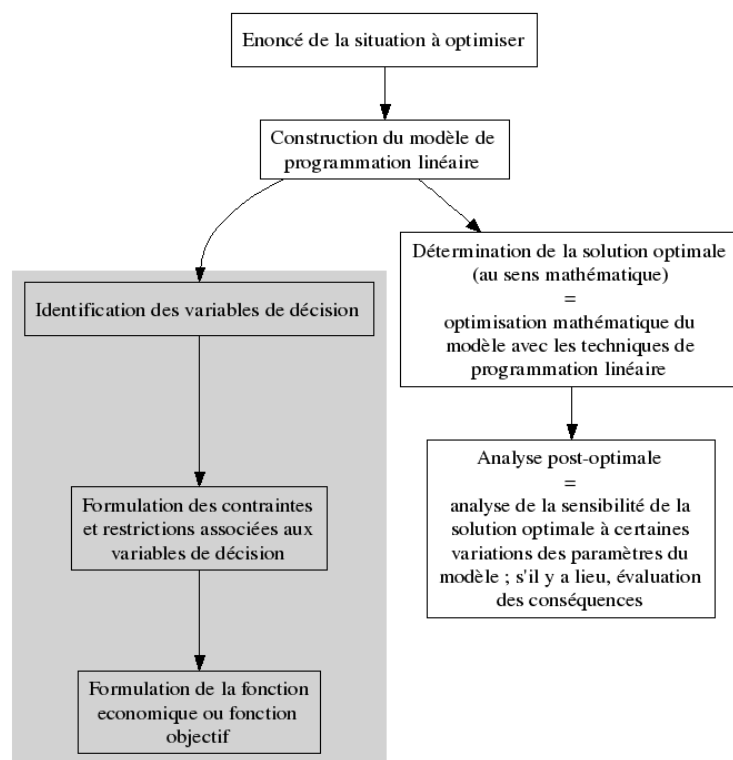 Enoncé de la situation à optimiser
Construction du modèle de
programmation linéaire
Identification des variables de décision
Formulation des contraintes
et restrictions associées aux
variables de décision
Formulation de la fonction
economique ou fonction
objectif
Détermination de la solution optimale
(au sens mathématique)
=
optimisation mathématique du
modèle avec les techniques de
programmation linéaire
Analyse post-optimale
=
analyse de la sensibilité de la
solution optimale à certaines
variations des paramètres du
modèle ; s'il y a lieu, évaluation
des conséquences